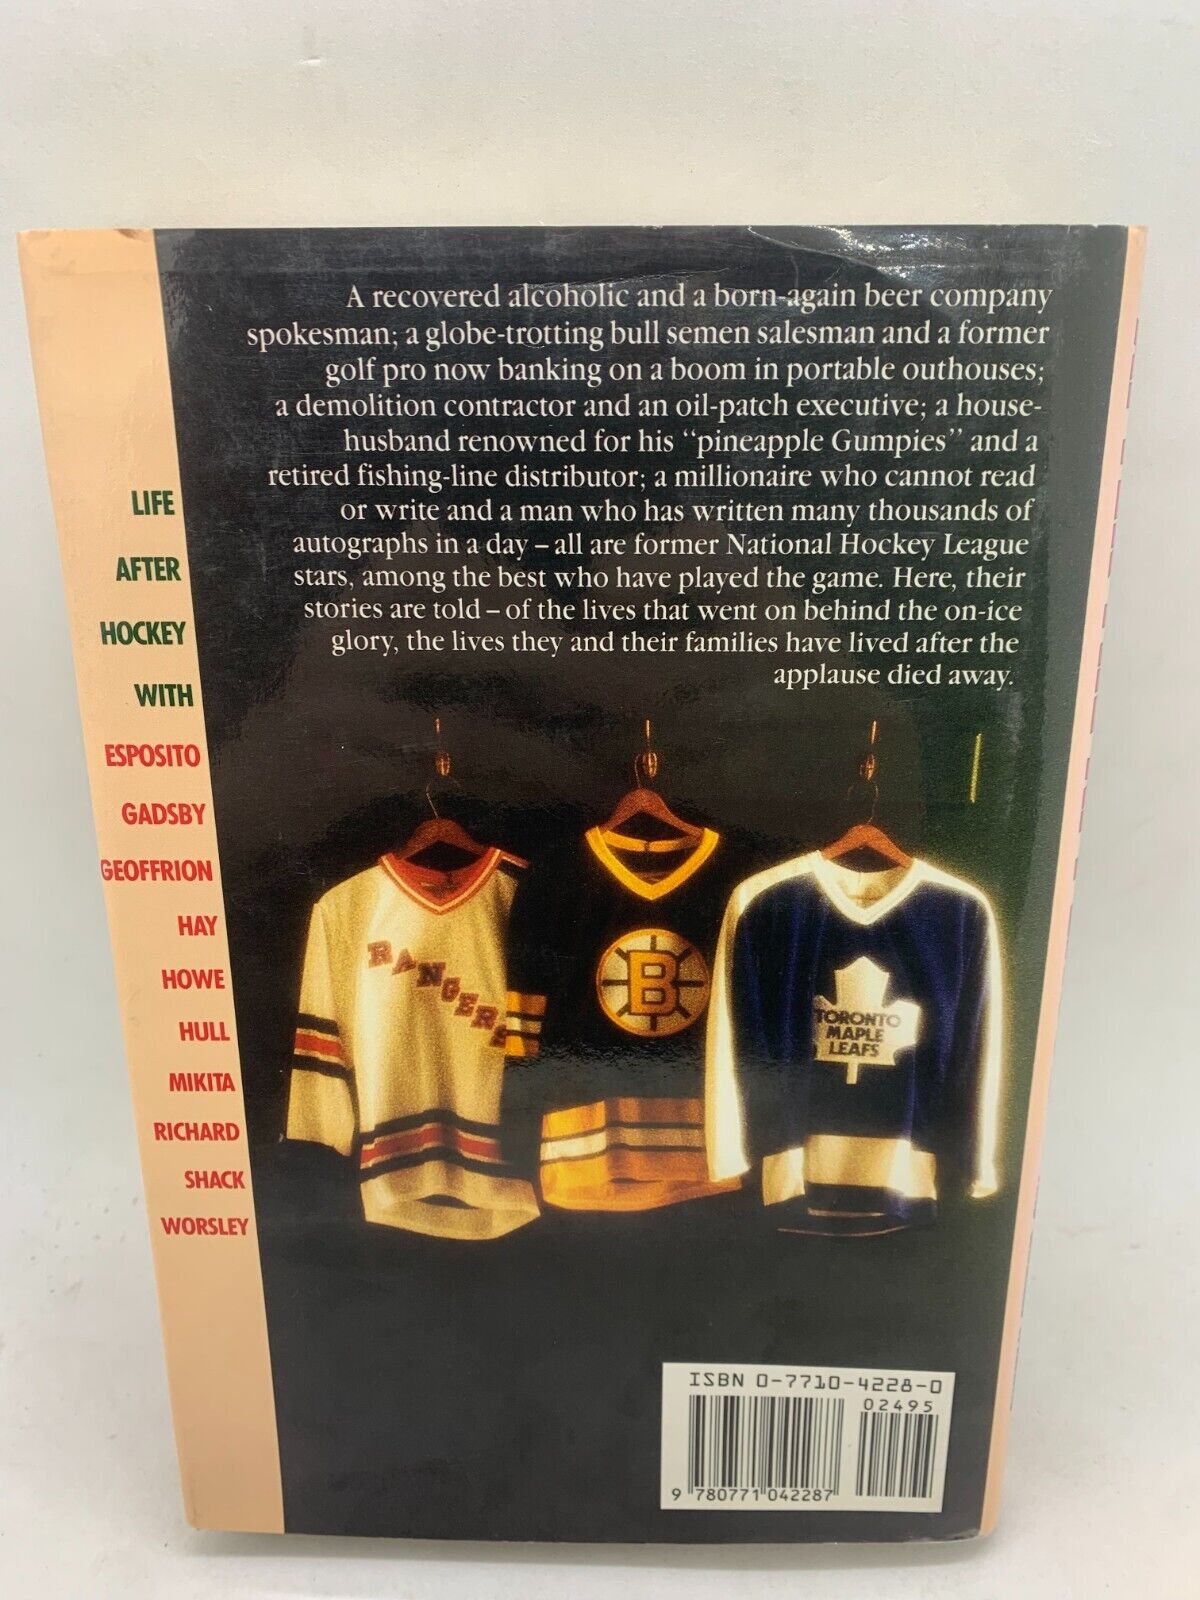 A recovered alcoholic and a born-again beer company
spokesman; a globe-trotting bull semen salesman and a former
golf pro now banking on a boom in portable outhouses;
a demolition contractor and an oil-patch executive; a house-
husband renowned for his "pineapple Gumpies" and a
retired fishing-line distributor; a millionaire who cannot read
or write and a man who has written many thousands of
autographs in a day – all are former National Hockey League
stars, among the best who have played the game. Here, their
stories are told – of the lives that went on behind the on-ice
glory, the lives they and their families have lived after the
applause died away.
LIFE
AFTER
HOCKEY
WITH
ESPOSITO
GADSBY
GEOFFRION
HAY
HOWE
HULL
MIKITA
RICHARD
SHACK
WORSLEY
RANGERS
B
TORONTO
MAPLE
LEAFS
ISBN 0-7710-4228-0
02495
9 780771 042287